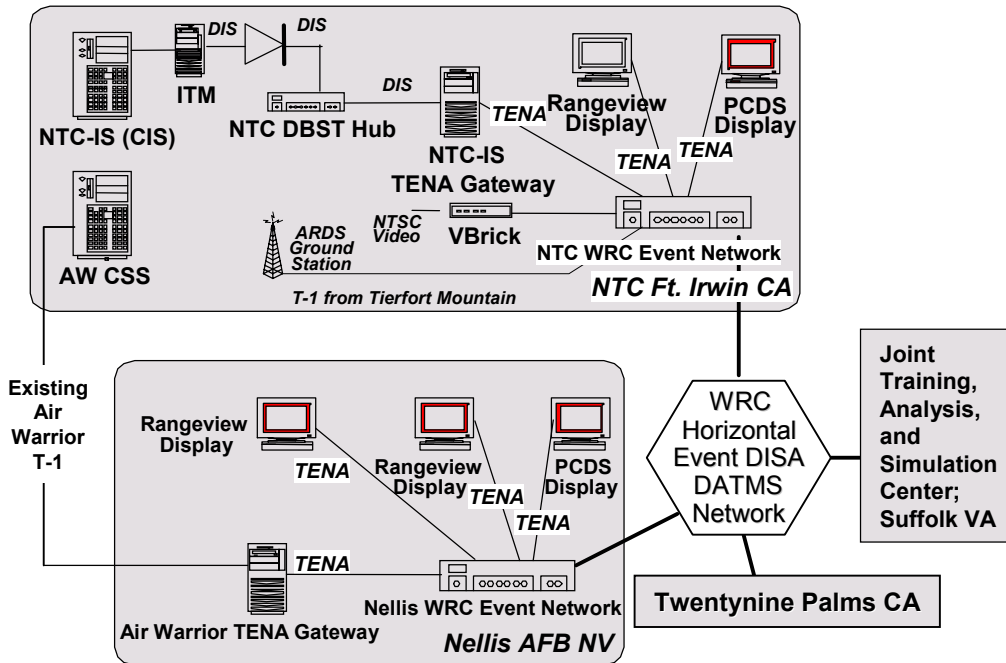 DIS
DIS
ITM
NTC-IS (CIS)
DIS
NTC DBST Hub
NTC-IS
TENA Gateway
TENA
Rangeview
Display
TENA
PCDS
Display
TENA
AW CSS
ARDS
Ground
Station
NTSC
Video
VBrick
NTC WRC Event Network
T-1 from Tierfort Mountain
NTC Ft. Irwin CA
Existing
Air
Warrior
T-1
Rangeview
Display
TENA
Rangeview
Display
TENA
PCDS
Display
TENA
TENA
Air Warrior TENA Gateway
Nellis WRC Event Network
Nellis AFB NV
WRC
Horizontal
Event DISA
DATMS
Network
Joint
Training,
Analysis,
and
Simulation
Center;
Suffolk VA
Twentynine Palms CA